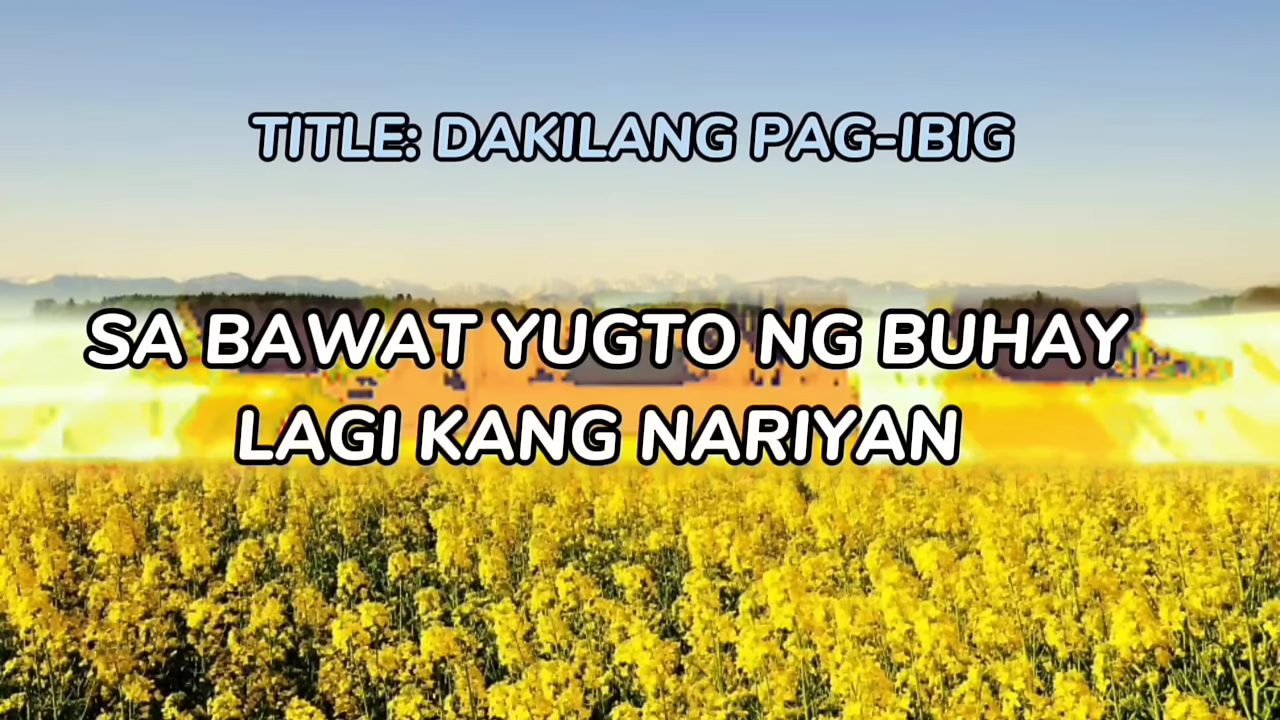 TITLE: DAKILANG PAG-IBIG
SA BAWAT YUGTO NG BUHAY
LAGI KANG NARIYAN